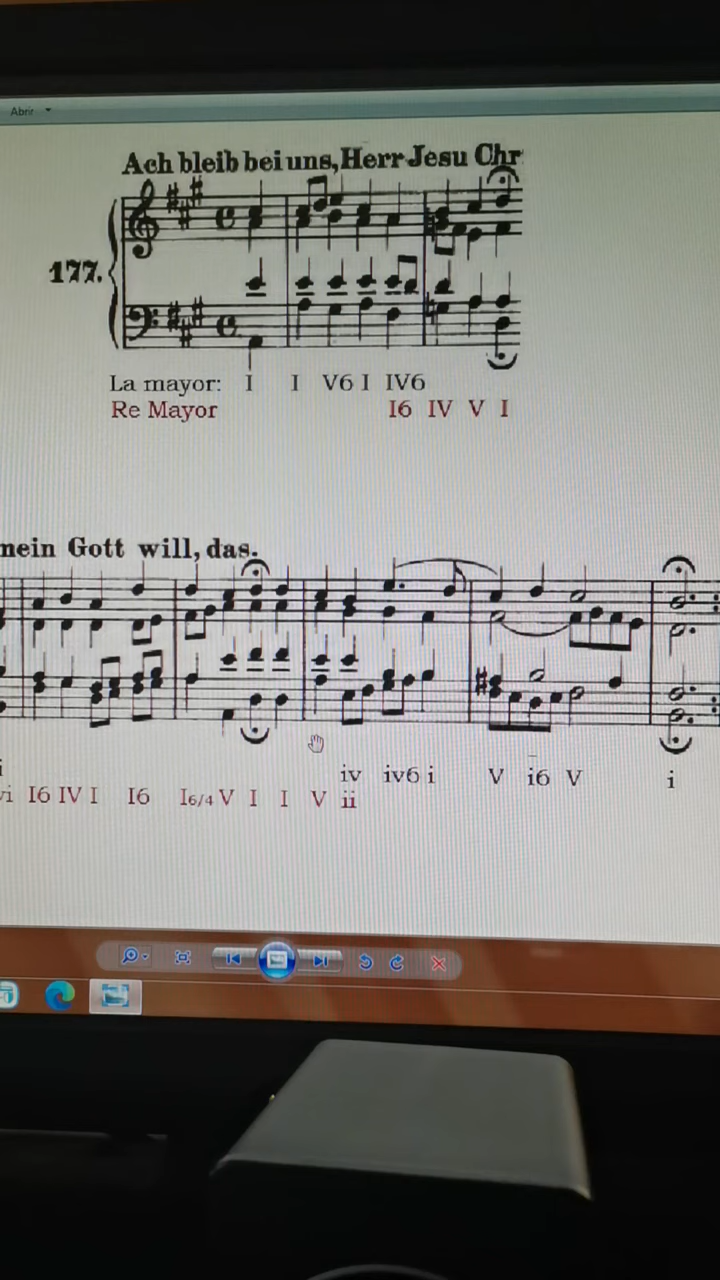 Abrir
Ach bleib bei uns, Herr Jesu Chr
177.
La mayor: I I V6 I IV6
Re Mayor I6 IV V I
mein Gott will, das.
i iv iv6 i V i6 V i
vi I6 IV I I6 I6/4 V I I V ii